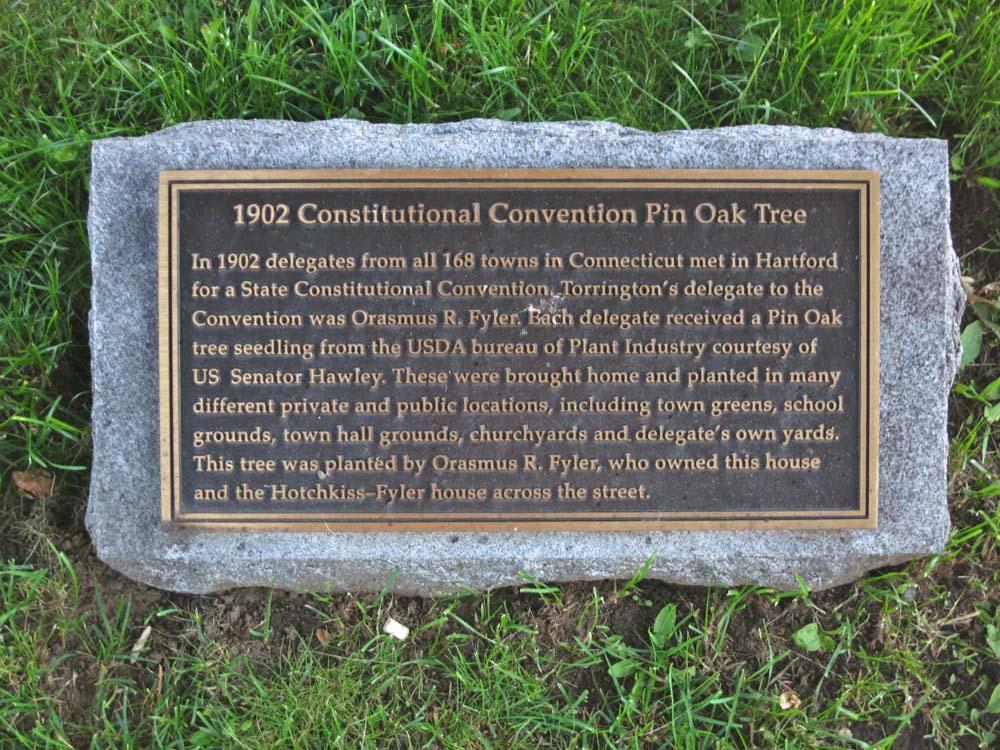 1902 Constitutional Convention Pin Oak Tree
In 1902 delegates from all 168 towns in Connecticut met in Hartford
for a State Constitutional Convention. Torrington's delegate to the
Convention was Orasmus R. Fyler. Each delegate received a Pin Oak
tree seedling from the USDA bureau of Plant Industry courtesy of
US Senator Hawley. These were brought home and planted in many
different private and public locations, including town greens, school
grounds, town hall grounds, churchyards and delegate's own yards.
This tree was planted by Orasmus R. Fyler, who owned this house
and the Hotchkiss–Fyler house across the street.